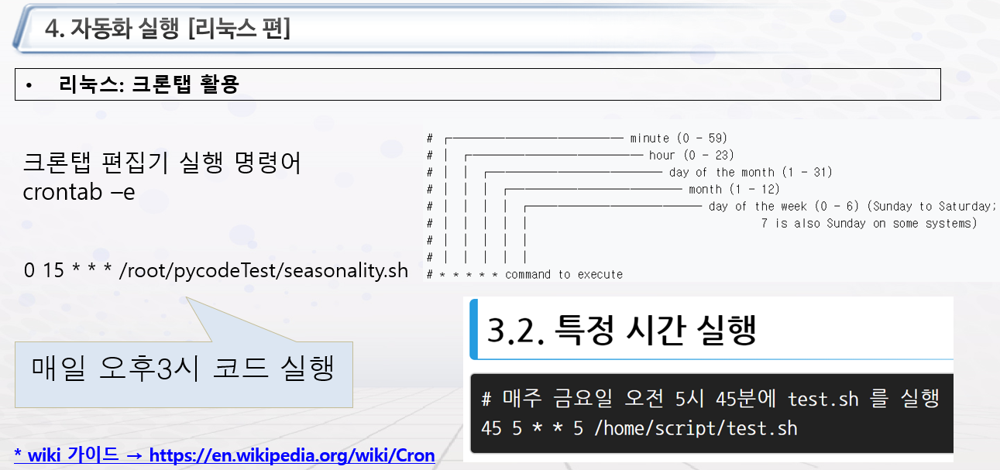 4. 자동화 실행 [리눅스 편]
• 리눅스: 크론탭 활용
크론탭 편집기 실행 명령어
crontab –e
0 15 * * * /root/pycodeTest/seasonality.sh
매일 오후3시 코드 실행
* wiki 가이드 → https://en.wikipedia.org/wiki/Cron
# ┌───────────── minute (0 - 59)
# │ ┌───────────── hour (0 - 23)
# │ │ ┌───────────── day of the month (1 - 31)
# │ │ │ ┌───────────── month (1 - 12)
# │ │ │ │ ┌───────────── day of the week (0 - 6) (Sunday to Saturday;
# │ │ │ │ │ 7 is also Sunday on some systems)
# │ │ │ │ │
# │ │ │ │ │
# * * * * * command to execute
3.2. 특정 시간 실행
# 매주 금요일 오전 5시 45분에 test.sh 를 실행
45 5 * * 5 /home/script/test.sh